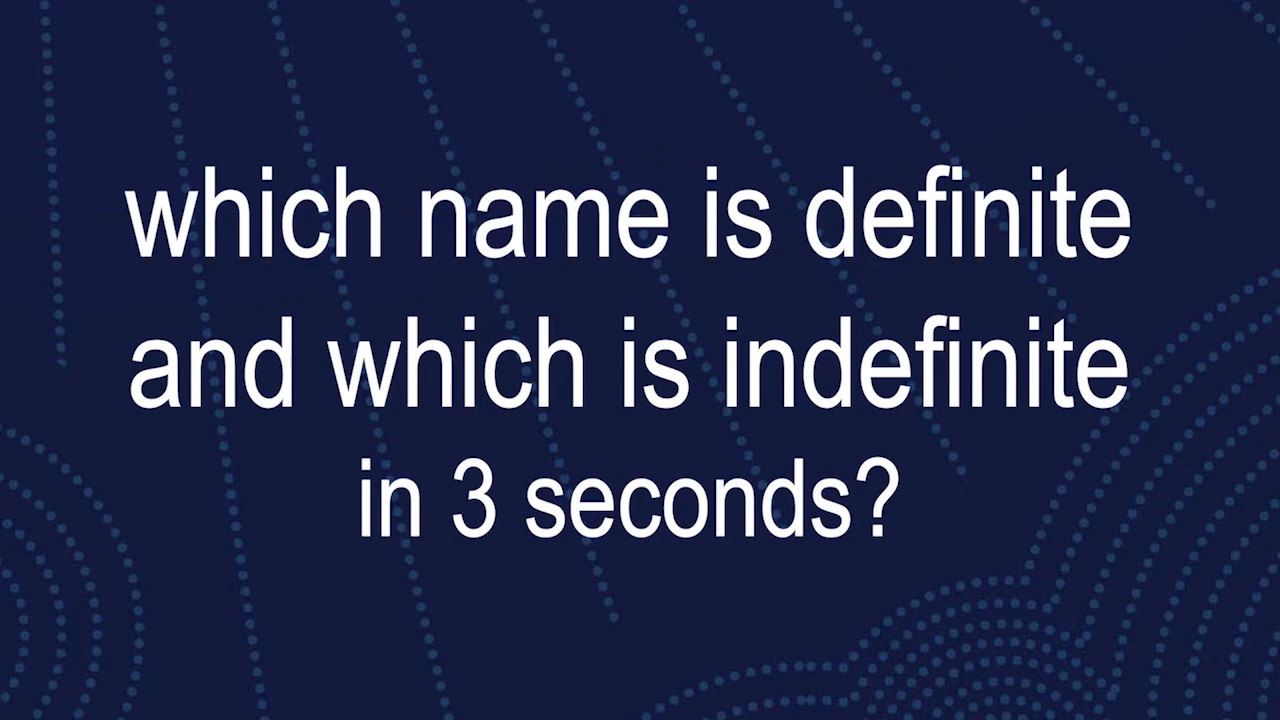 which name is definite
and which is indefinite
in 3 seconds?